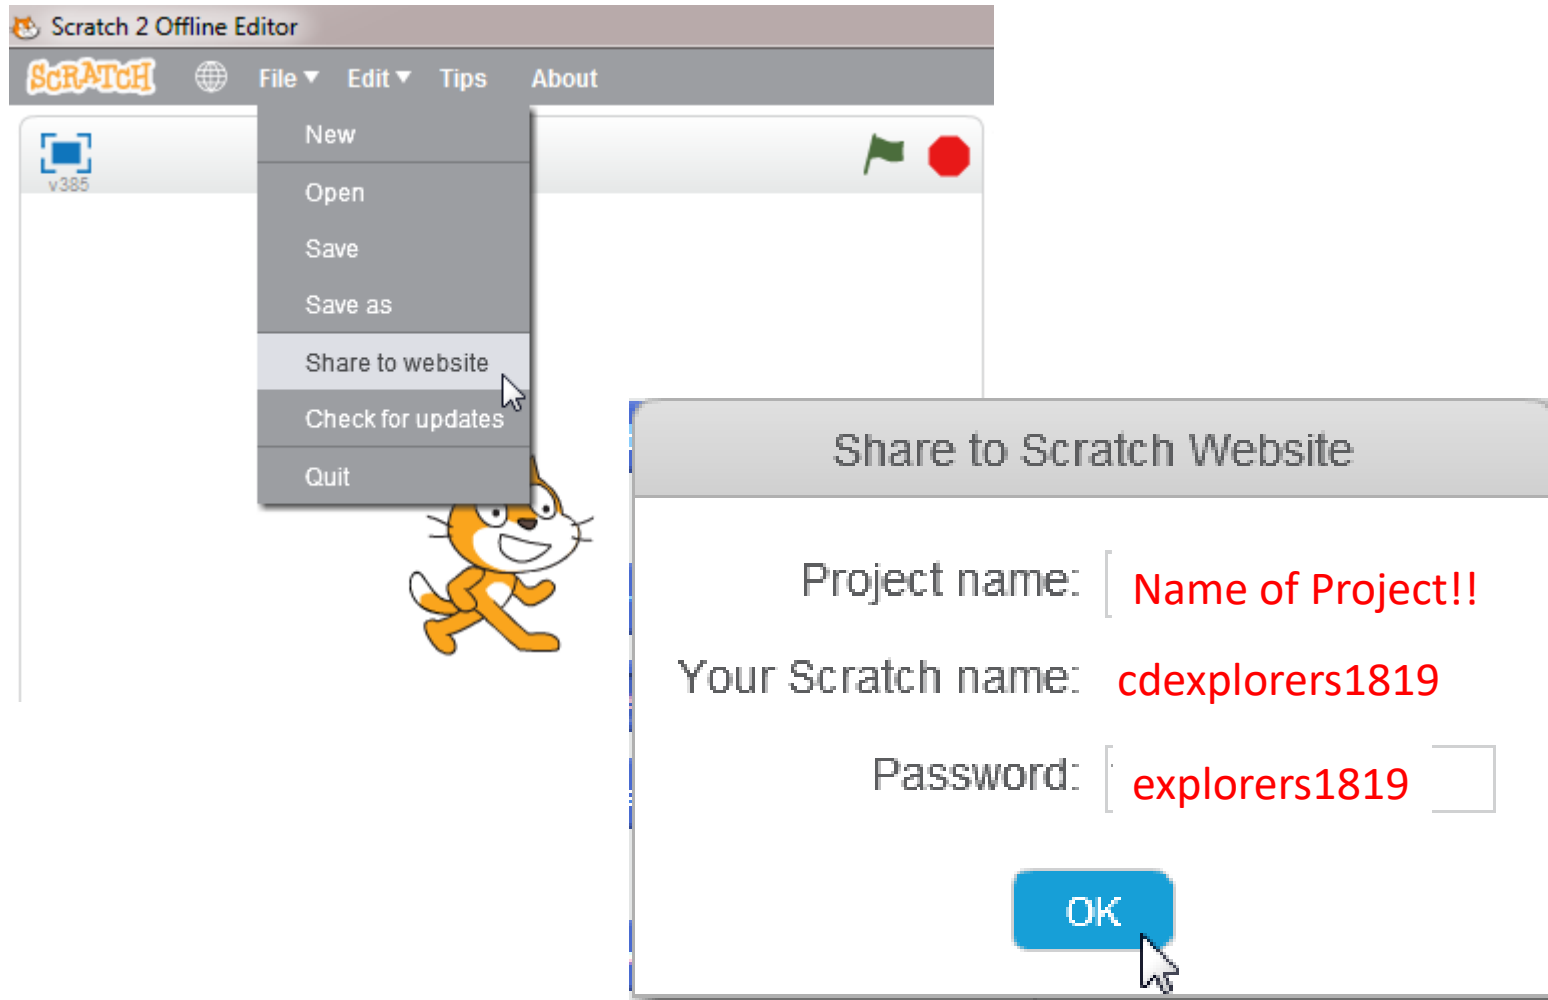 Scratch 2 Offline Editor
SCRATCH File Edit Tips About
New
v385
Open
Save
Save as
Share to website
Check for updates
Quit
Share to Scratch Website
Project name: Name of Project!!
Your Scratch name: cdexplorers1819
Password: explorers1819
OK